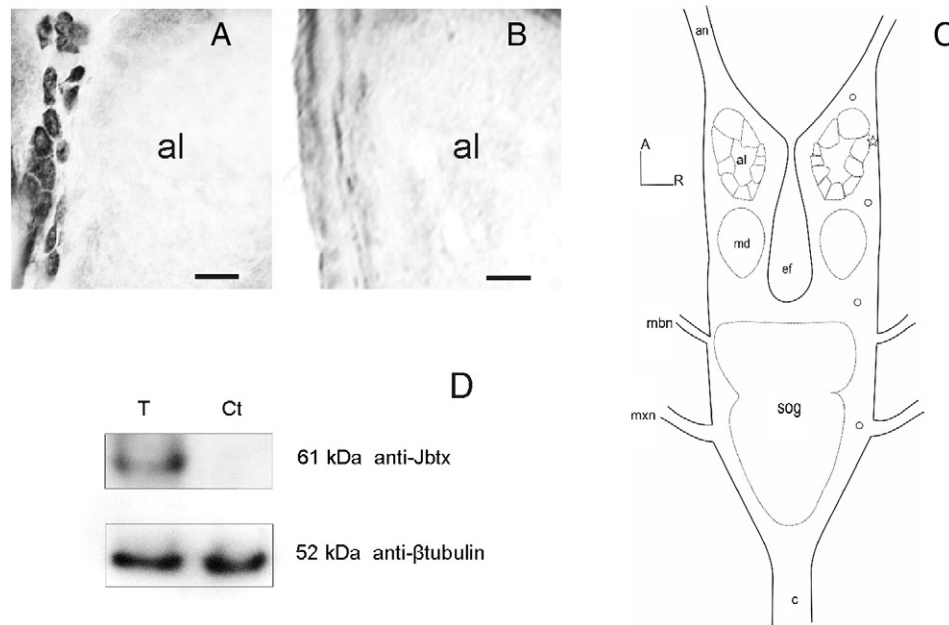 A
B
C
al
al
an
A
R
al
md
ef
mbn
mxn
sog
c
D
T Ct
61 kDa anti-Jbtx
52 kDa anti-βtubulin